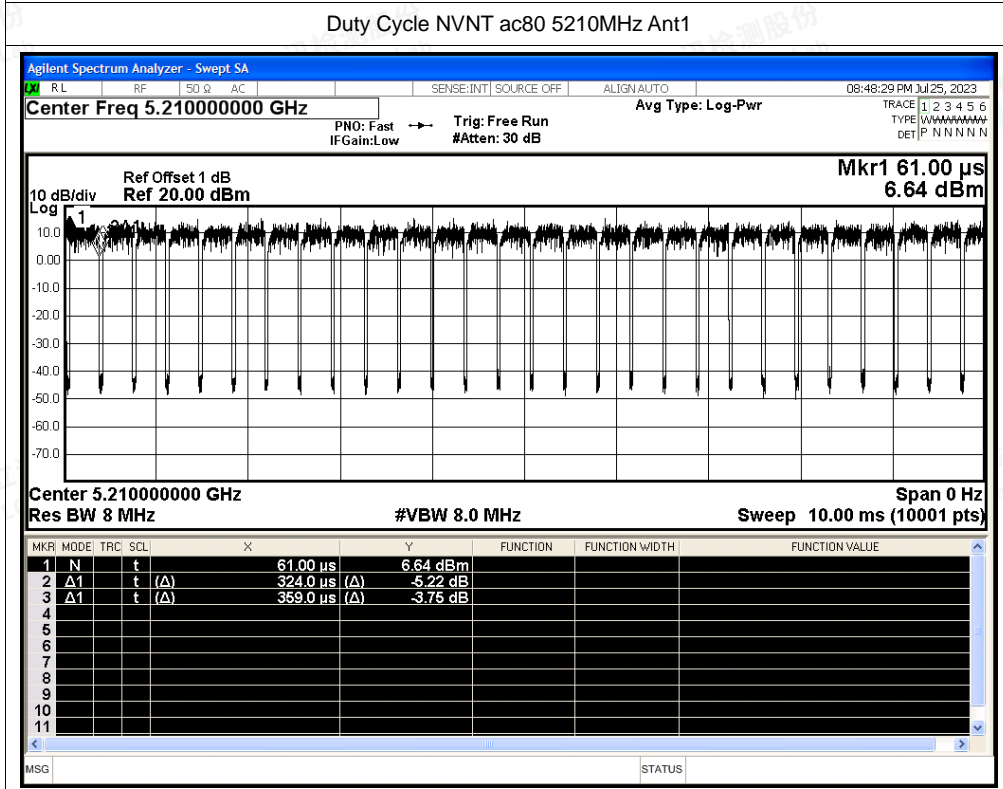 Duty Cycle NVNT ac80 5210MHz Ant1
Agilent Spectrum Analyzer - Swept SA
LXI RL RF 50 Ω AC SENSE:INT SOURCE OFF ALIGN AUTO 08:48:29 PM Jul 25, 2023
Center Freq 5.210000000 GHz Avg Type: Log-Pwr TRACE 1 2 3 4 5 6
PNO: Fast Trig: Free Run TYPE WWWWWW
IFGain:Low #Atten: 30 dB DET P N N N N N
Mkr1 61.00 µs
Ref Offset 1 dB
10 dB/div Ref 20.00 dBm 6.64 dBm
Log
1
10.0
0.00
-10.0
-20.0
-30.0
-40.0
-50.0
-60.0
-70.0
Center 5.210000000 GHz Span 0 Hz
Res BW 8 MHz #VBW 8.0 MHz Sweep 10.00 ms (10001 pts)
MKR MODE TRC SCL X Y FUNCTION FUNCTION WIDTH FUNCTION VALUE
1 N t 61.00 µs 6.64 dBm
2 Δ1 t (Δ) 324.0 µs (Δ) -5.22 dB
3 Δ1 t (Δ) 359.0 µs (Δ) -3.75 dB
4
5
6
7
8
9
10
11
MSG STATUS